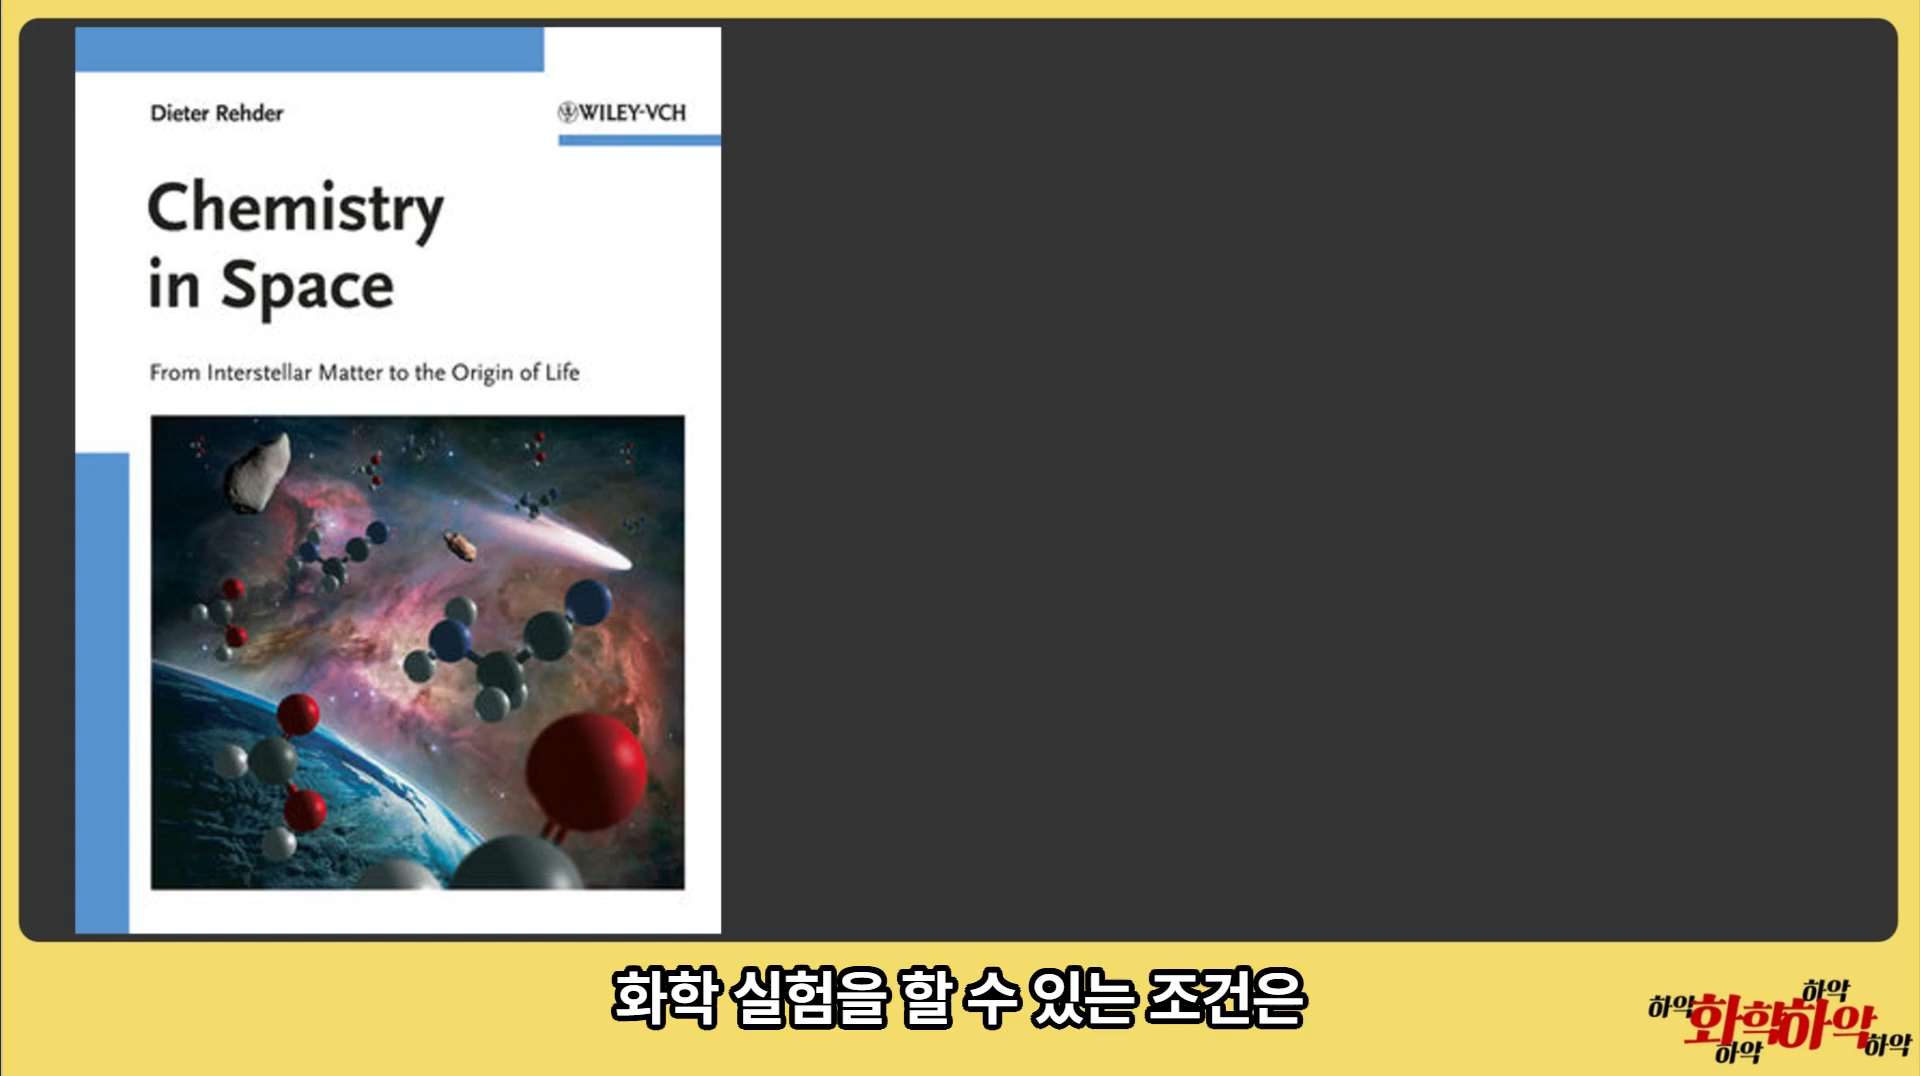 Dieter Rehder
WILEY-VCH
Chemistry
in Space
From Interstellar Matter to the Origin of Life
화학 실험을 할 수 있는 조건은
하악
하악
화학하악
하악
하악